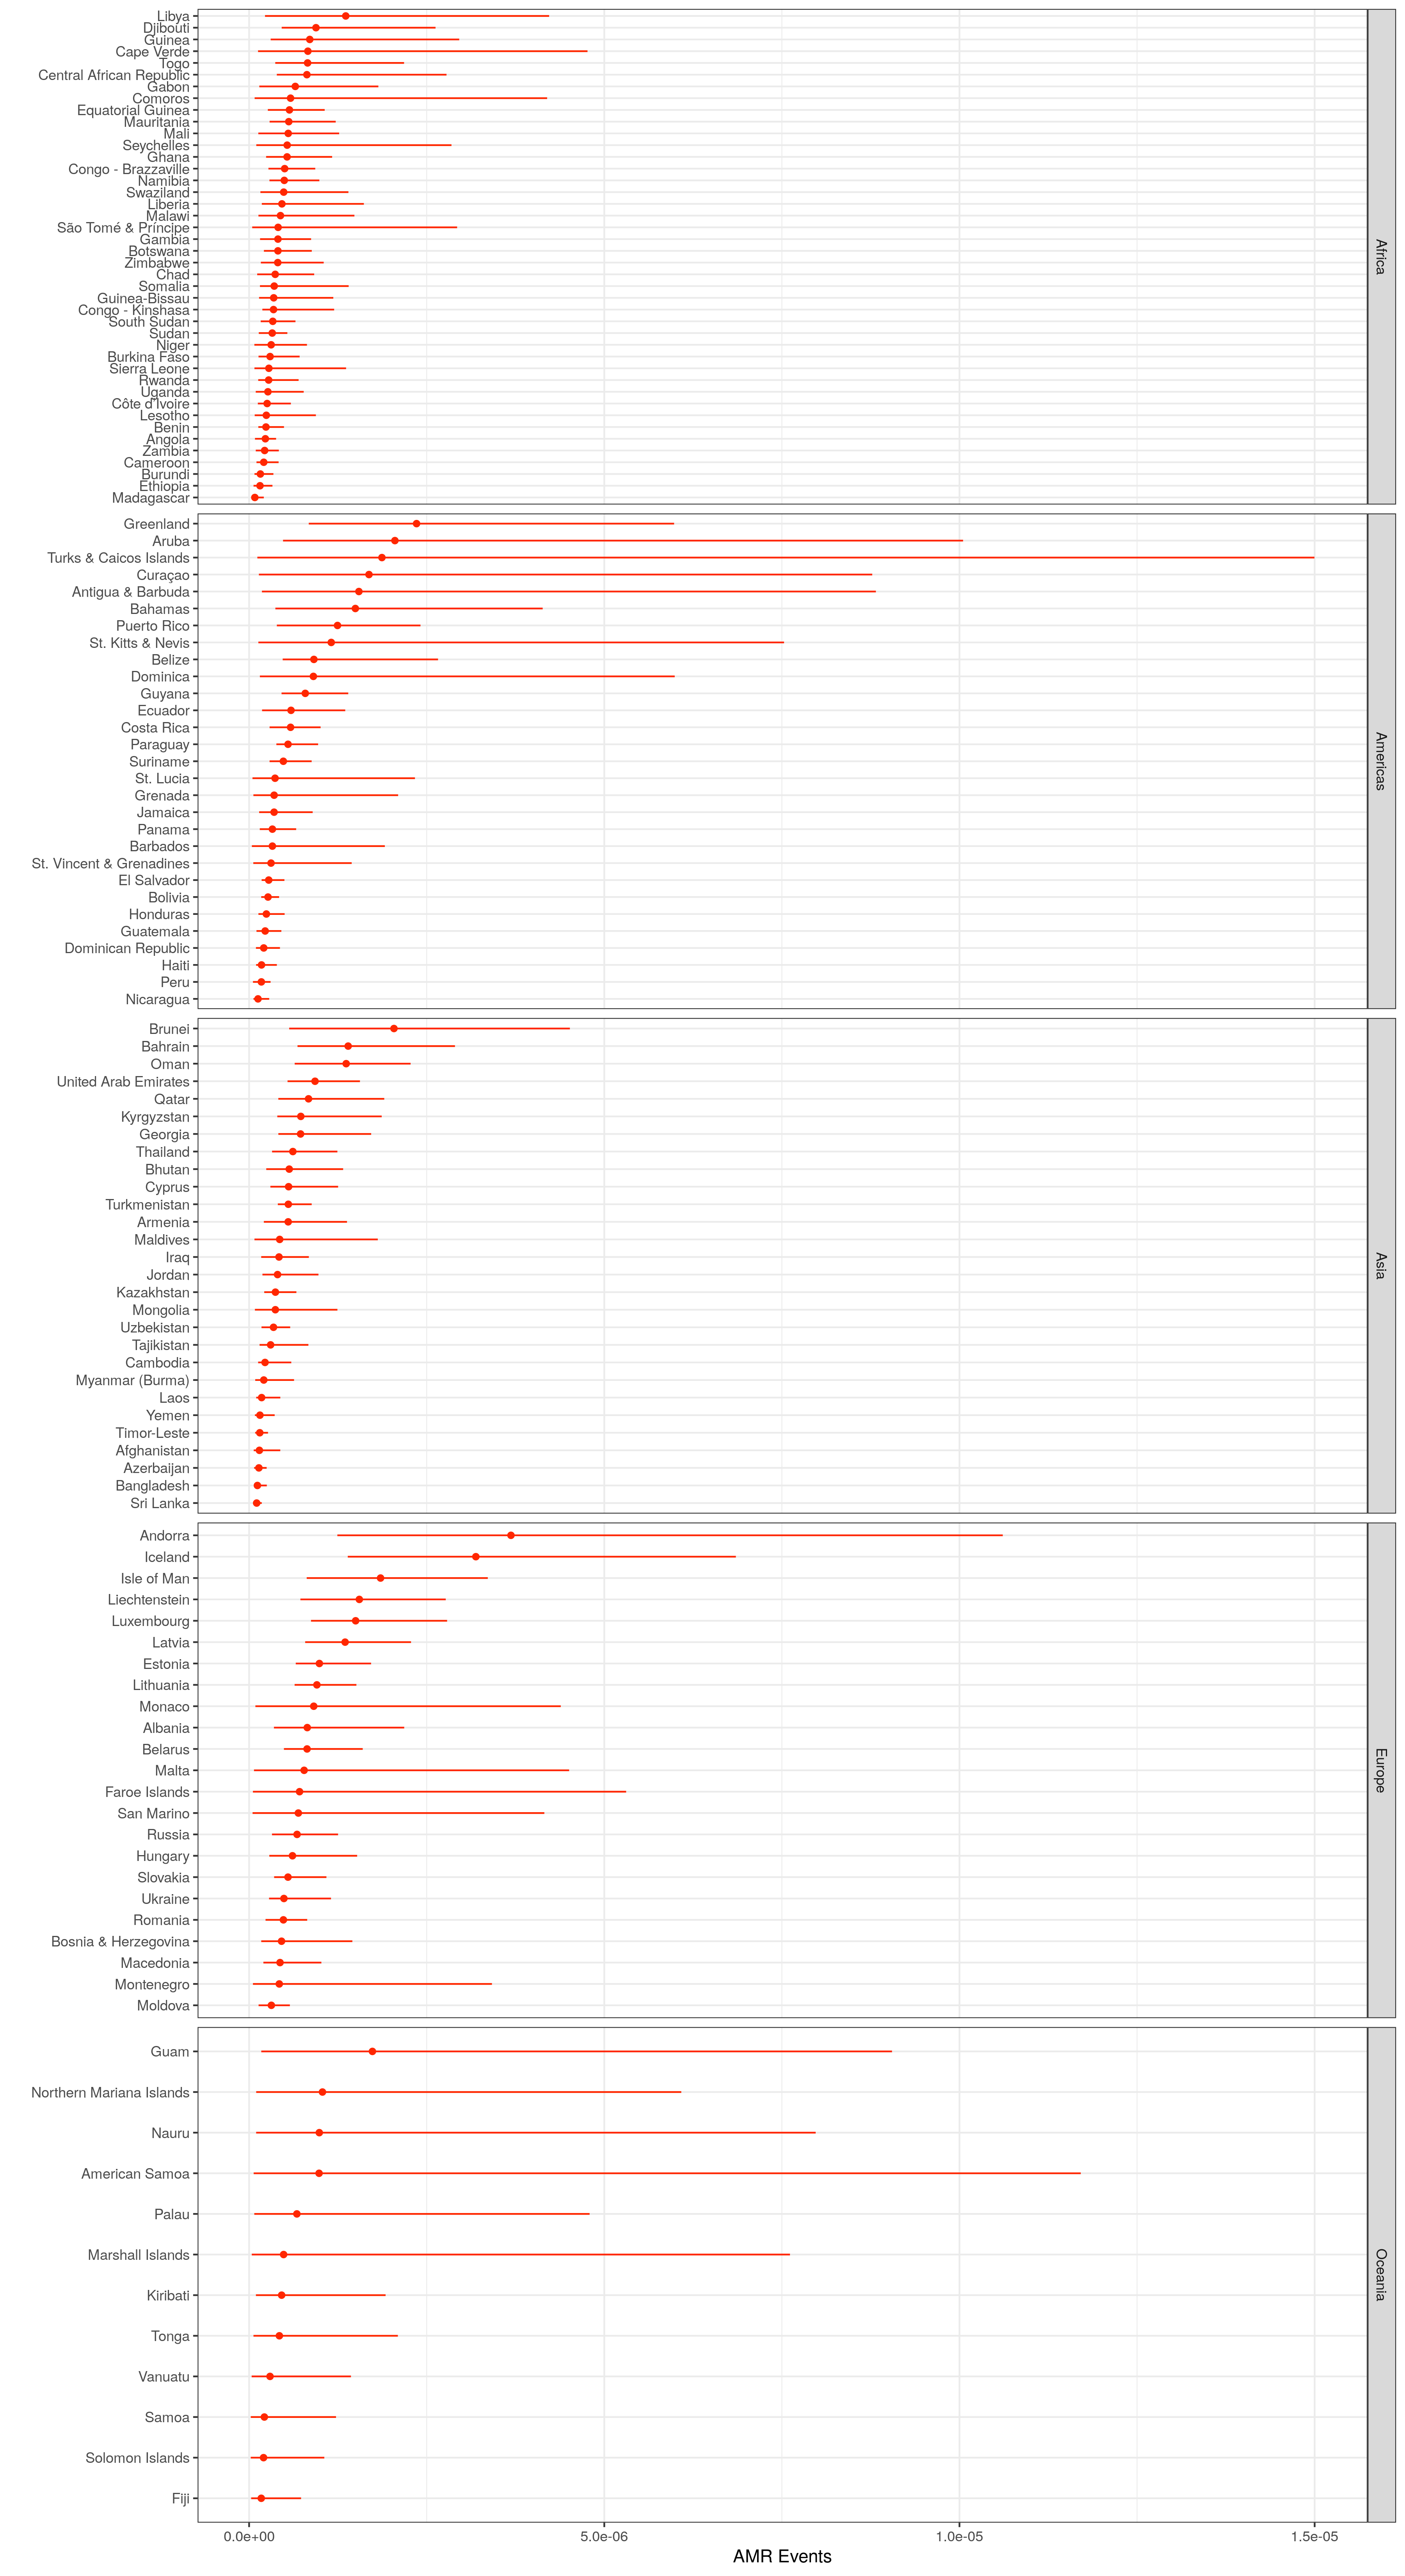 Libya
Djibouti
Guinea
Cape Verde
Togo
Central African Republic
Gabon
Comoros
Equatorial Guinea
Mauritania
Mali
Seychelles
Ghana
Congo - Brazzaville
Namibia
Swaziland
Liberia
Malawi
São Tomé & Príncipe
Gambia
Botswana
Zimbabwe
Chad
Somalia
Guinea-Bissau
Congo - Kinshasa
South Sudan
Sudan
Niger
Burkina Faso
Sierra Leone
Rwanda
Uganda
Côte d'Ivoire
Lesotho
Benin
Angola
Zambia
Cameroon
Burundi
Ethiopia
Madagascar
Africa
Greenland
Aruba
Turks & Caicos Islands
Curaçao
Antigua & Barbuda
Bahamas
Puerto Rico
St. Kitts & Nevis
Belize
Dominica
Guyana
Ecuador
Costa Rica
Paraguay
Suriname
St. Lucia
Grenada
Jamaica
Panama
Barbados
St. Vincent & Grenadines
El Salvador
Bolivia
Honduras
Guatemala
Dominican Republic
Haiti
Peru
Nicaragua
Americas
Brunei
Bahrain
Oman
United Arab Emirates
Qatar
Kyrgyzstan
Georgia
Thailand
Bhutan
Cyprus
Turkmenistan
Armenia
Maldives
Iraq
Jordan
Kazakhstan
Mongolia
Uzbekistan
Tajikistan
Cambodia
Myanmar (Burma)
Laos
Yemen
Timor-Leste
Afghanistan
Azerbaijan
Bangladesh
Sri Lanka
Asia
Andorra
Iceland
Isle of Man
Liechtenstein
Luxembourg
Latvia
Estonia
Lithuania
Monaco
Albania
Belarus
Malta
Faroe Islands
San Marino
Russia
Hungary
Slovakia
Ukraine
Romania
Bosnia & Herzegovina
Macedonia
Montenegro
Moldova
Europe
Guam
Northern Mariana Islands
Nauru
American Samoa
Palau
Marshall Islands
Kiribati
Tonga
Vanuatu
Samoa
Solomon Islands
Fiji
Oceania
0.0e+00 5.0e-06 1.0e-05 1.5e-05
AMR Events